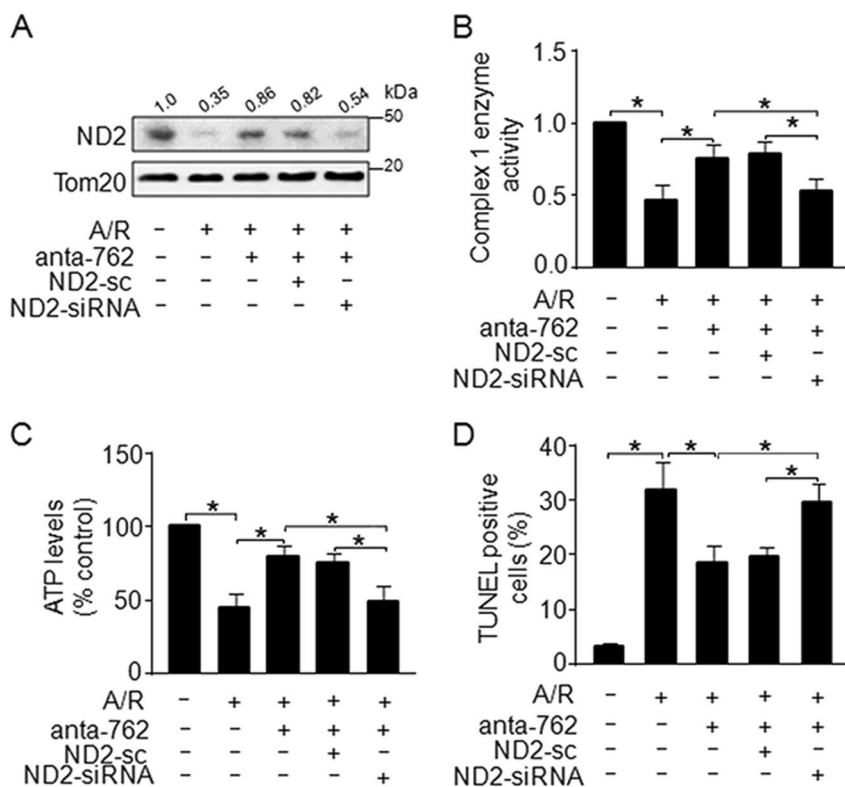 A
1.0 0.35 0.86 0.82 0.54 kDa
50
ND2
20
Tom20
A/R − + + + +
anta-762 − − + + +
ND2-sc − − − + −
ND2-siRNA − − − − +
B
Complex 1 enzyme
activity
1.5
1.0
0.5
0.0
* * * *
A/R − + + + +
anta-762 − − + + +
ND2-sc − − − + −
ND2-siRNA − − − − +
C
ATP levels
(% control)
150
100
50
0
* * * *
A/R − + + + +
anta-762 − − + + +
ND2-sc − − − + −
ND2-siRNA − − − − +
D
TUNEL positive
cells (%)
40
30
20
10
0
* * * *
A/R − + + + +
anta-762 − − + + +
ND2-sc − − − + −
ND2-siRNA − − − − +